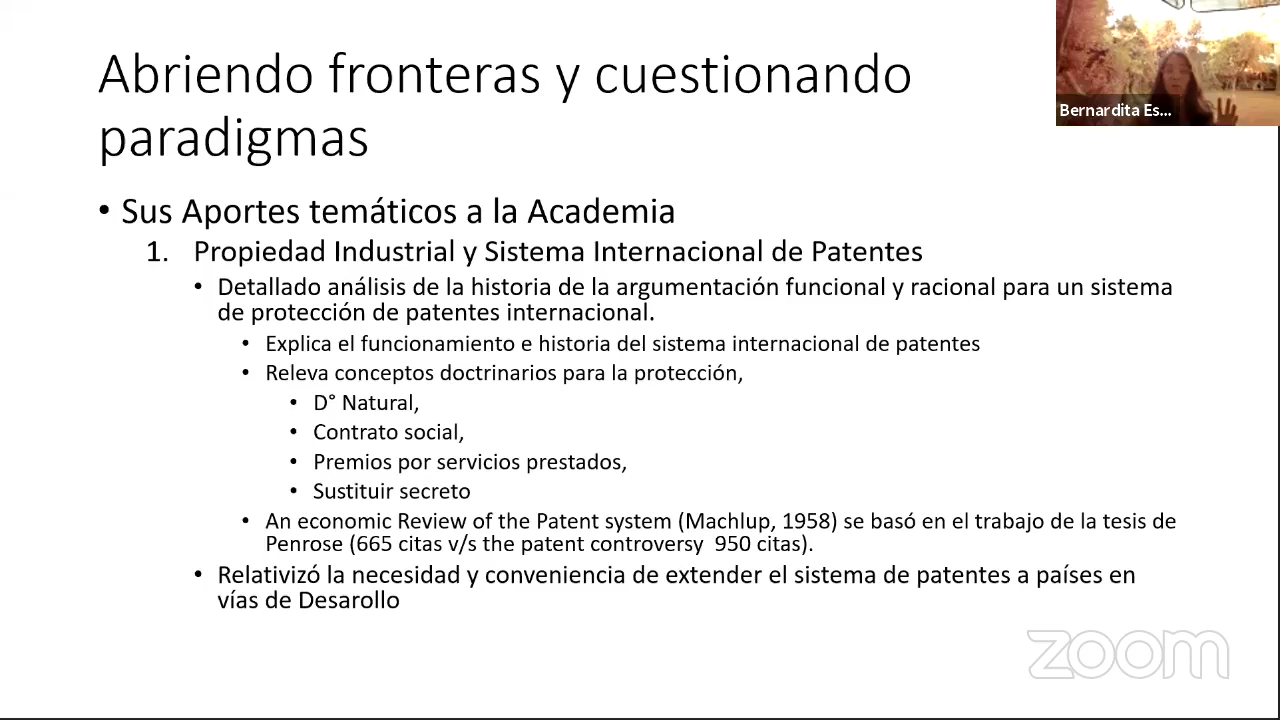 Abriendo fronteras y cuestionando
paradigmas
Bernardita Es...
• Sus Aportes temáticos a la Academia
1. Propiedad Industrial y Sistema Internacional de Patentes
• Detallado análisis de la historia de la argumentación funcional y racional para un sistema
de protección de patentes internacional.
• Explica el funcionamiento e historia del sistema internacional de patentes
• Releva conceptos doctrinarios para la protección,
• D° Natural,
• Contrato social,
• Premios por servicios prestados,
• Sustituir secreto
• An economic Review of the Patent system (Machlup, 1958) se basó en el trabajo de la tesis de
Penrose (665 citas v/s the patent controversy 950 citas).
• Relativizó la necesidad y conveniencia de extender el sistema de patentes a países en
vías de Desarollo
zoom